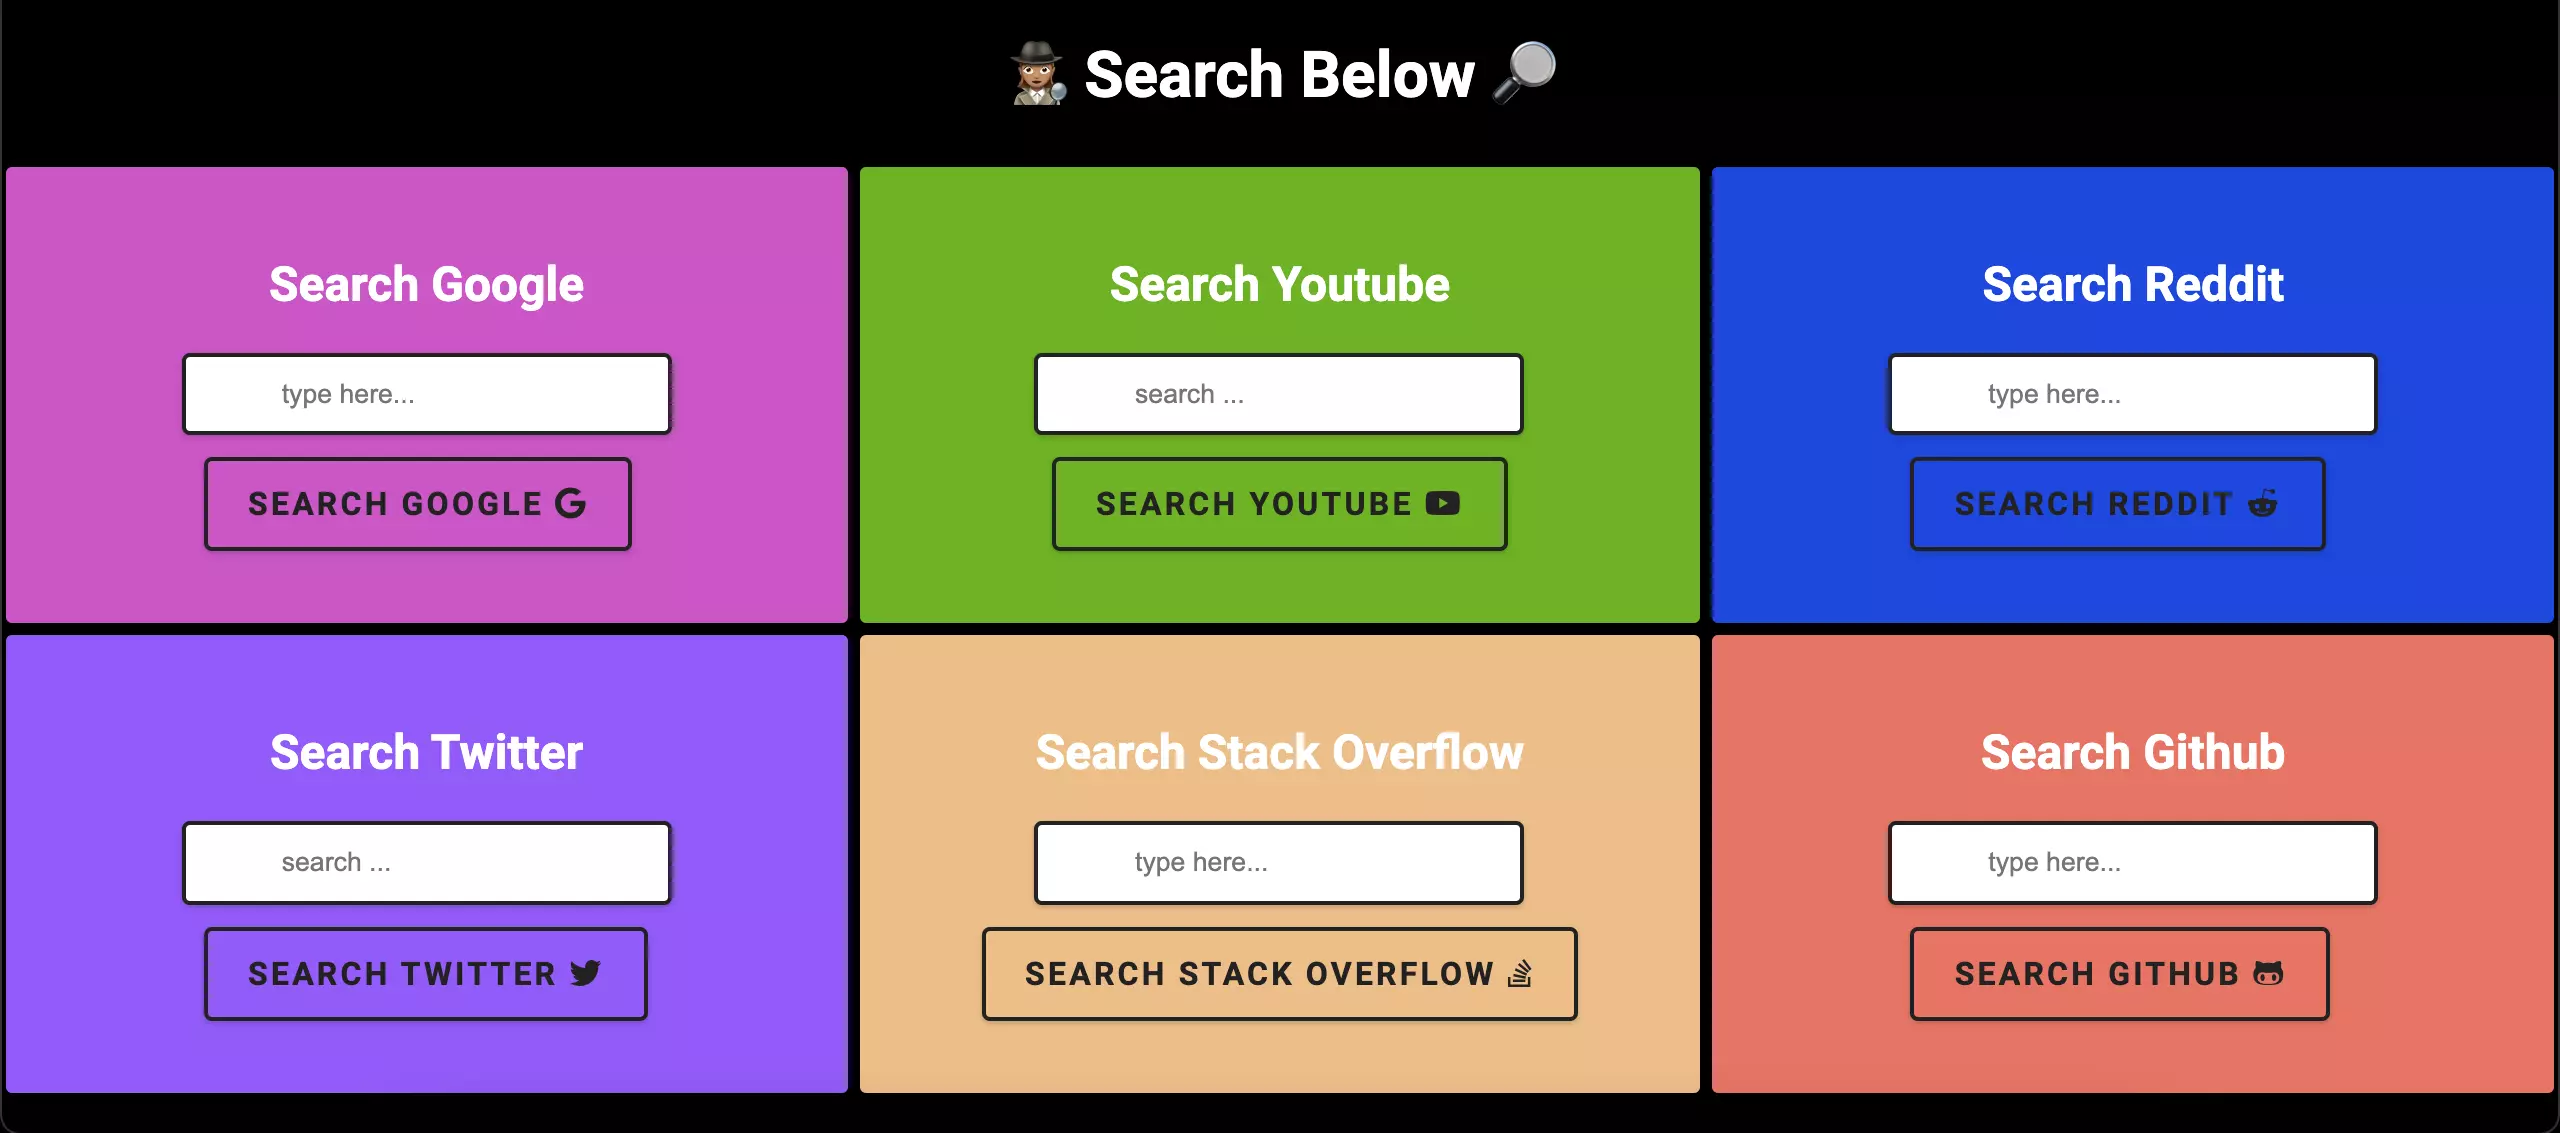 Search Below
Search Google
type here...
SEARCH GOOGLE
Search Youtube
search ...
SEARCH YOUTUBE
Search Reddit
type here...
SEARCH REDDIT
Search Twitter
search ...
SEARCH TWITTER
Search Stack Overflow
type here...
SEARCH STACK OVERFLOW
Search Github
type here...
SEARCH GITHUB